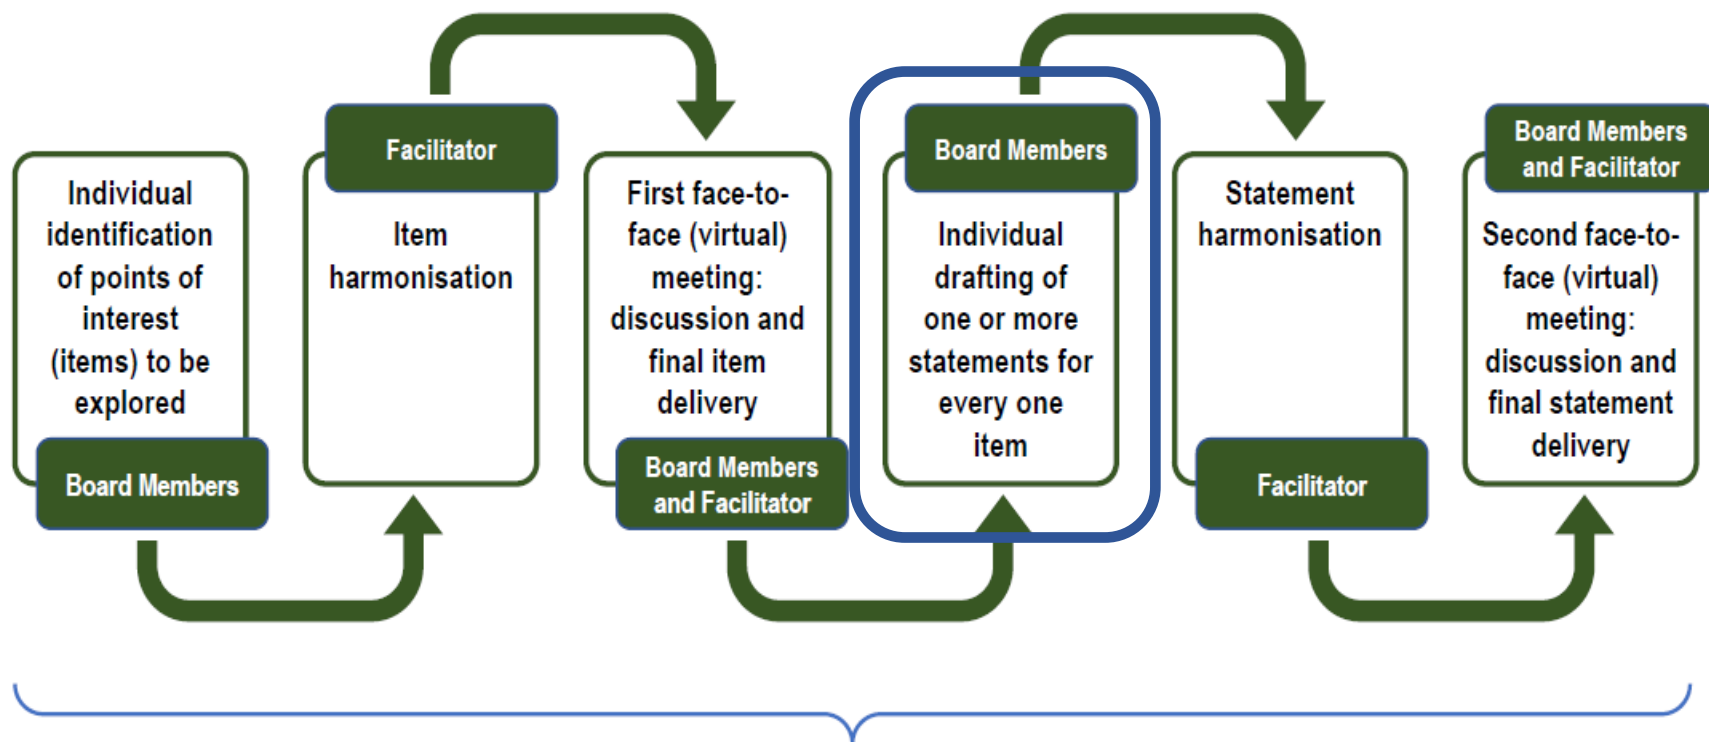 Individual
identification
of points of
interest
(items) to be
explored
Board Members
Facilitator
Item
harmonisation
First face-to-
face (virtual)
meeting:
discussion and
final item
delivery
Board Members
and Facilitator
Board Members
Individual
drafting of
one or more
statements for
every one
item
Statement
harmonisation
Facilitator
Board Members
and Facilitator
Second face-to-
face (virtual)
meeting:
discussion and
final statement
delivery